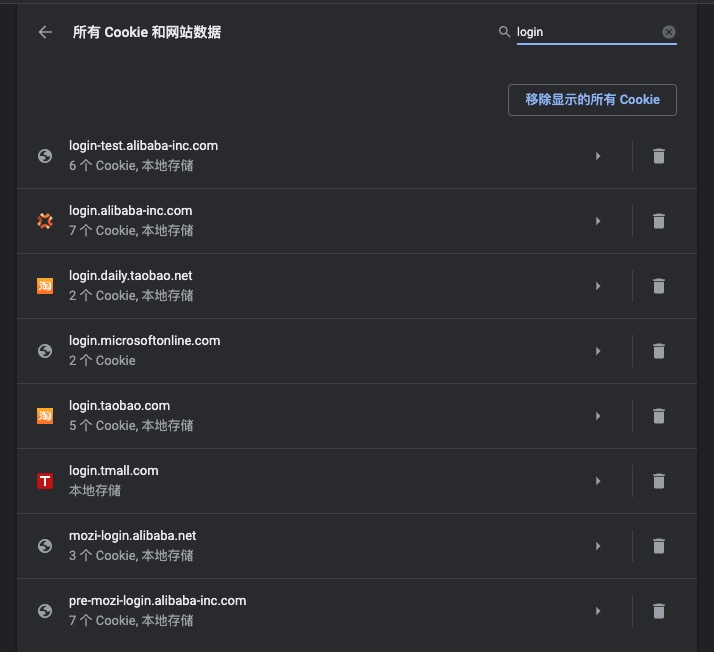 所有 Cookie 和网站数据
login
移除显示的所有 Cookie
login-test.alibaba-inc.com
6 个 Cookie, 本地存储
login.alibaba-inc.com
7 个 Cookie, 本地存储
淘
login.daily.taobao.net
2 个 Cookie, 本地存储
login.microsoftonline.com
2 个 Cookie
淘
login.taobao.com
5 个 Cookie, 本地存储
T
login.tmall.com
本地存储
mozi-login.alibaba.net
3 个 Cookie, 本地存储
pre-mozi-login.alibaba-inc.com
7 个 Cookie, 本地存储